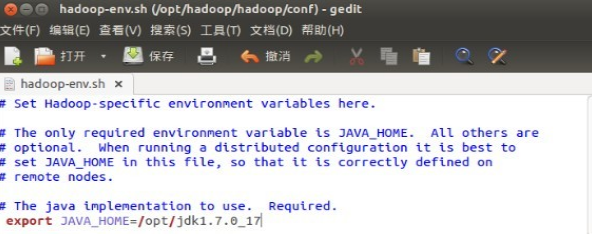 hadoop-env.sh (/opt/hadoop/hadoop/conf) - gedit
文件(F) 编辑(E) 查看(V) 搜索(S) 工具(T) 文档(D) 帮助(H)
打开 保存 撤消
hadoop-env.sh ×
# Set Hadoop-specific environment variables here.
# The only required environment variable is JAVA_HOME.  All others are
# optional.  When running a distributed configuration it is best to
# set JAVA_HOME in this file, so that it is correctly defined on
# remote nodes.
# The java implementation to use.  Required.
export JAVA_HOME=/opt/jdk1.7.0_17